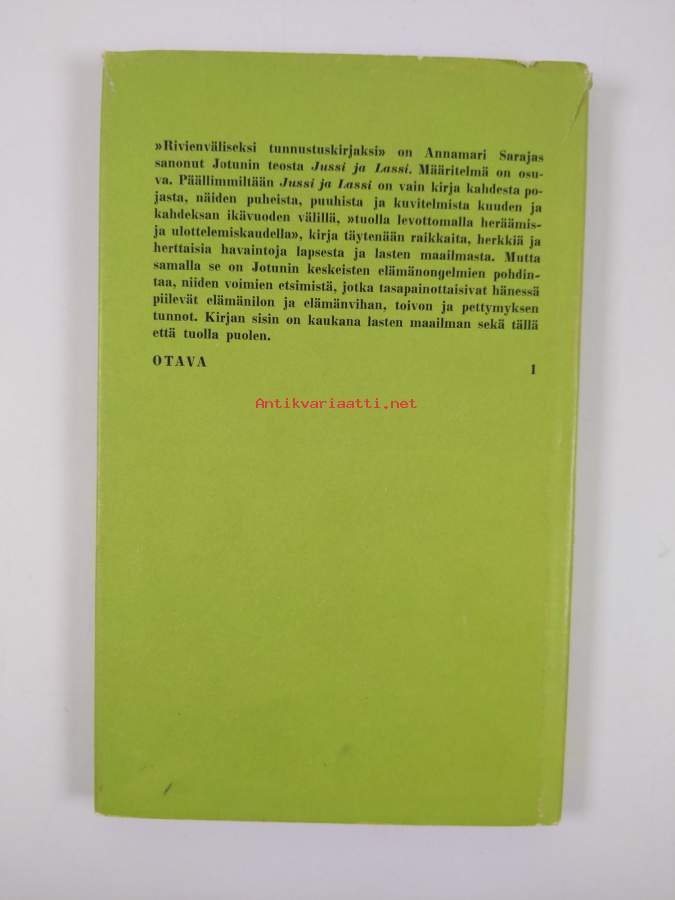 »Rivienväliseksi tunnustuskirjaksi» on Annamari Sarajas
sanonut Jotunin teosta Jussi ja Lassi. Määritelmä on osu-
va. Päällimmiltään Jussi ja Lassi on vain kirja kahdesta po-
jasta, näiden puheista, puuhista ja kuvitelmista kuuden ja
kahdeksan ikävuoden välillä, »tuolla levottomalla heräämis-
ja ulottelemiskaudella», kirja täytenään raikkaita, herkkiä ja
herttaisia havaintoja lapsesta ja lasten maailmasta. Mutta
samalla se on Jotunin keskeisten elämänongelmien pohdin-
taa, niiden voimien etsimistä, jotka tasapainottaisivat hänessä
piilevät elämänilon ja elämänvihan, toivon ja pettymyksen
tunnot. Kirjan sisin on kaukana lasten maailman sekä tällä
että tuolla puolen.
OTAVA 1
Antikvariaatti.net